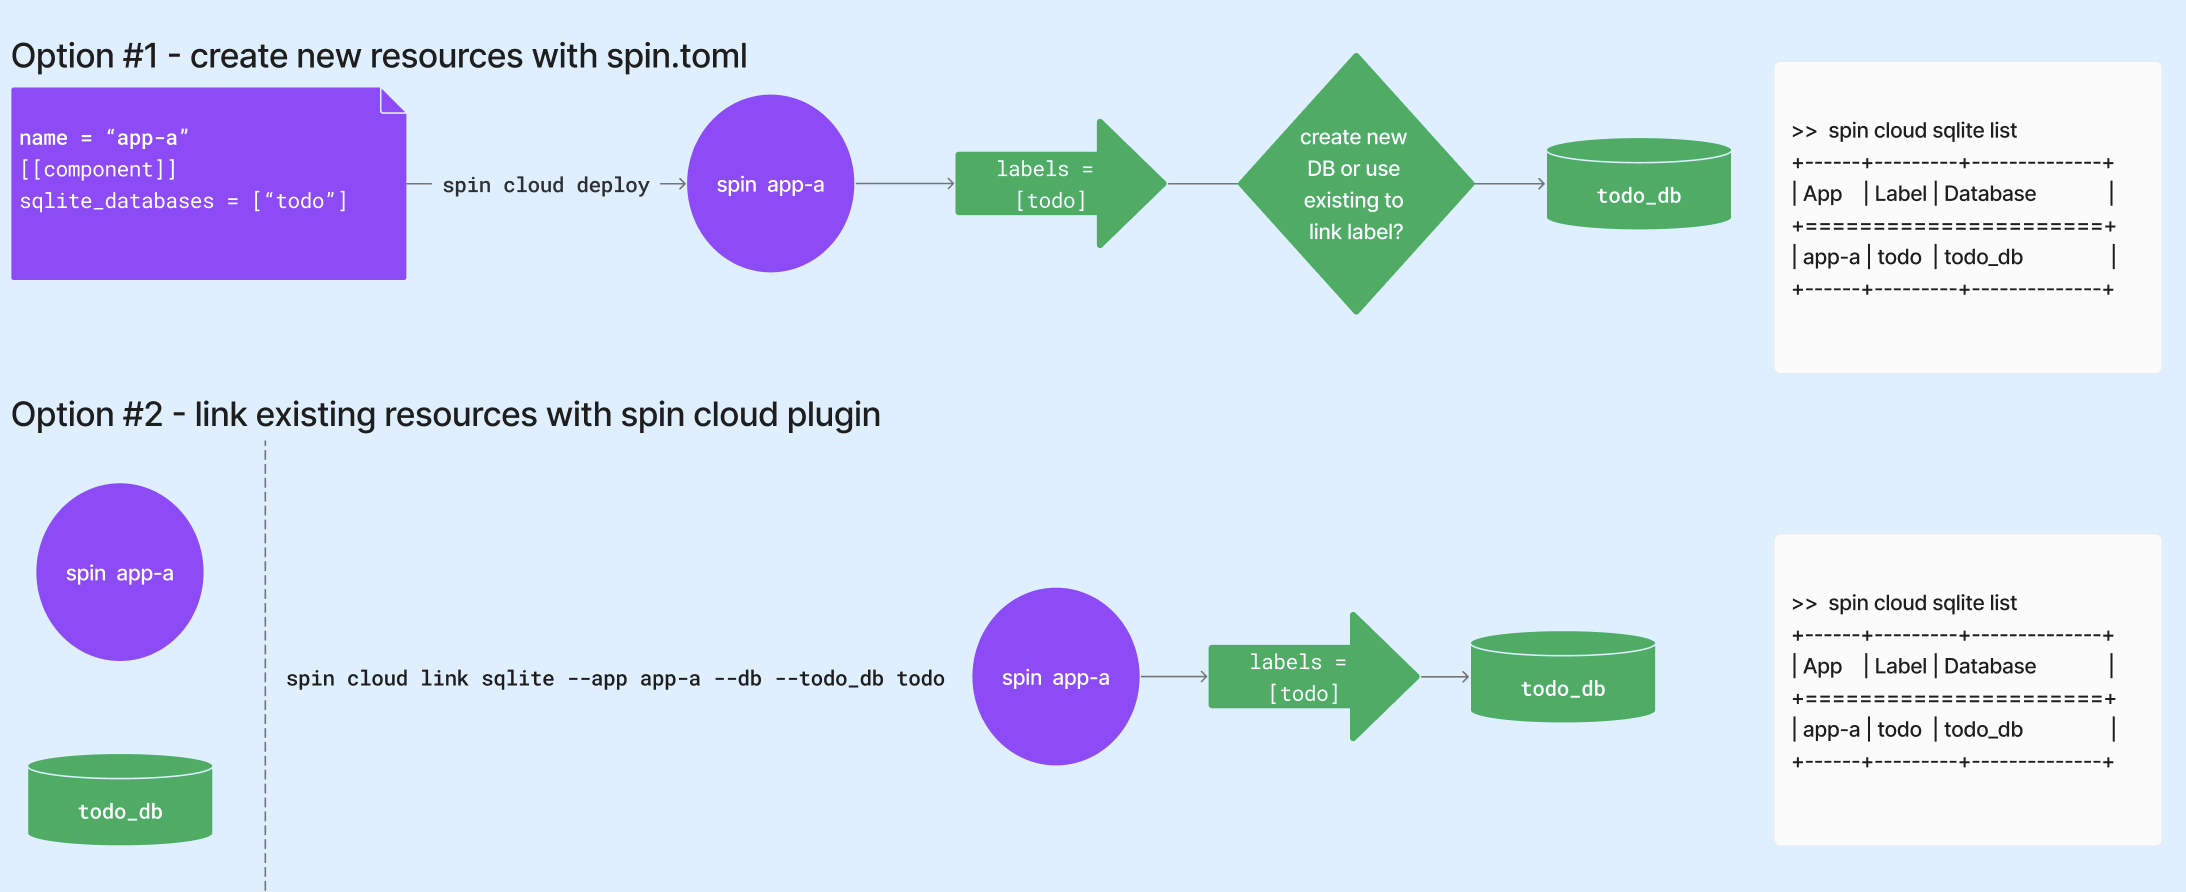 Option #1 - create new resources with spin.toml
name = “app-a”
[[component]]
sqlite_databases = [“todo”]
spin cloud deploy
spin app-a
labels =
[todo]
create new
DB or use
existing to
link label?
todo_db
>> spin cloud sqlite list
+------+---------+-------------+
| App | Label | Database |
+======================+
| app-a | todo | todo_db |
+------+---------+-------------+
Option #2 - link existing resources with spin cloud plugin
spin app-a
todo_db
spin cloud link sqlite --app app-a --db --todo_db todo
spin app-a
labels =
[todo]
todo_db
>> spin cloud sqlite list
+------+---------+-------------+
| App | Label | Database |
+======================+
| app-a | todo | todo_db |
+------+---------+-------------+